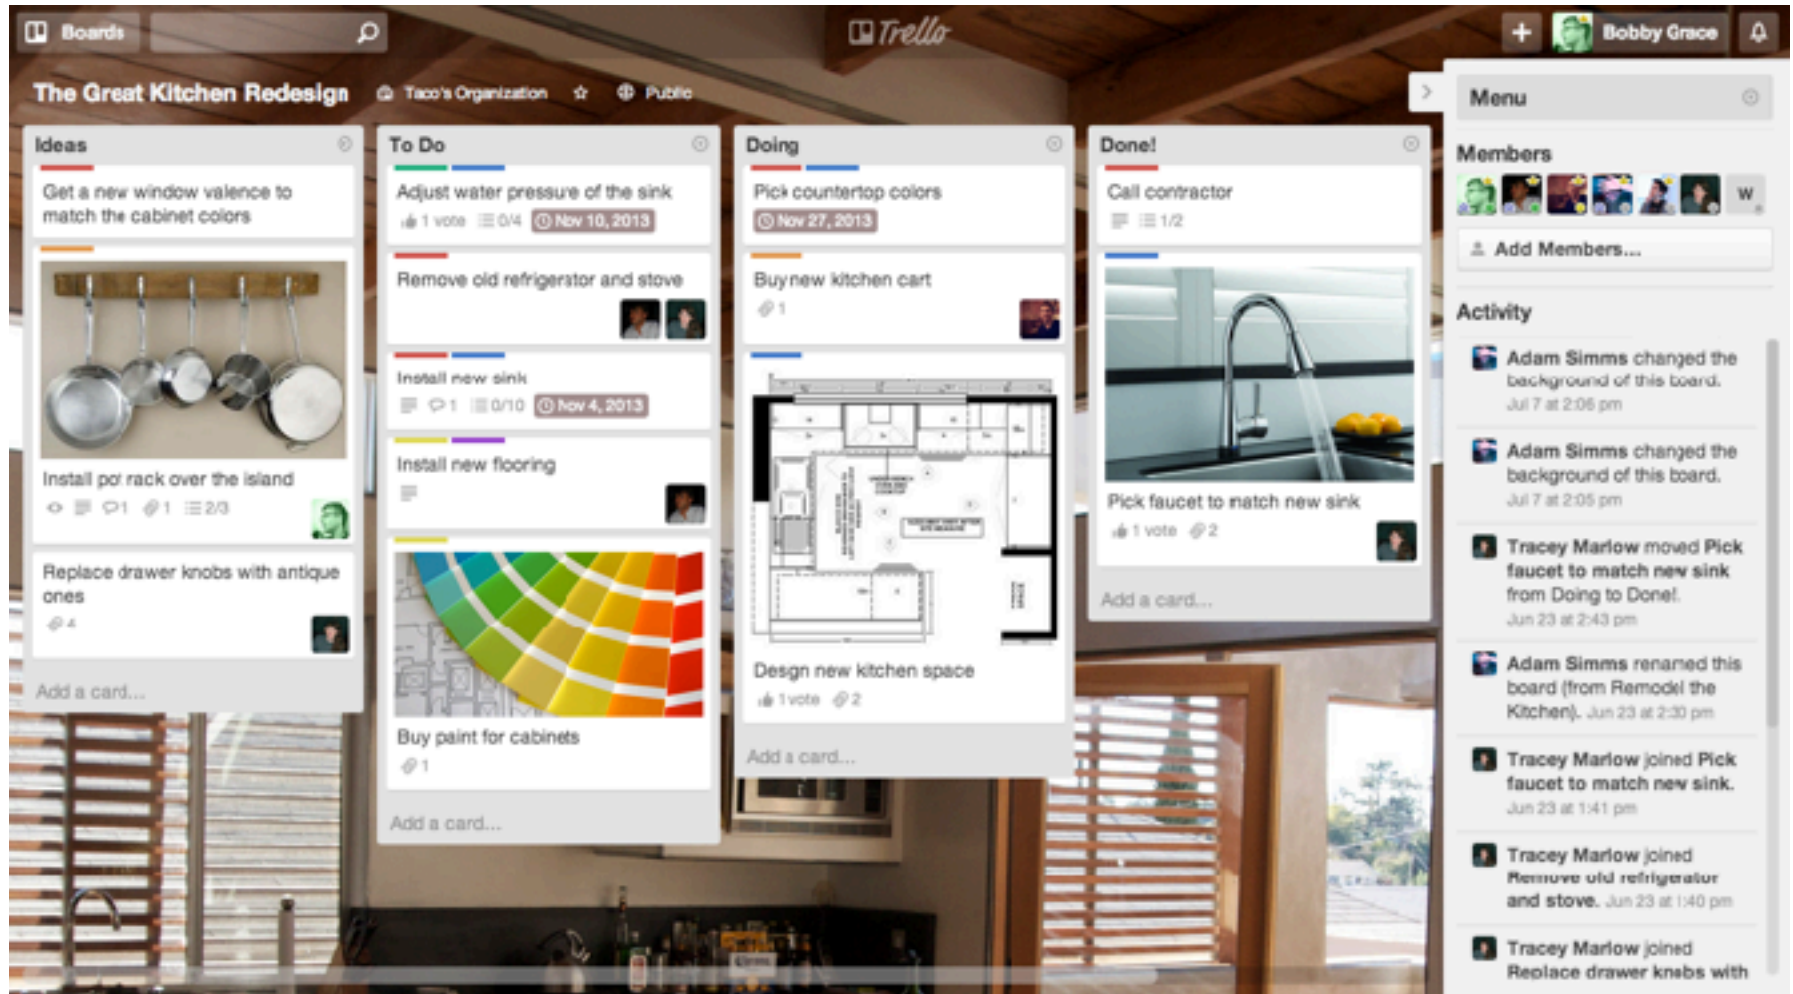 Boards
Trello
Bobby Grace
The Great Kitchen Redesign
Taco's Organization
Public
Ideas
Get a new window valence to
match the cabinet colors
Install pot rack over the island
1
1
2/3
Replace drawer knobs with antique
ones
4
Add a card...
To Do
Adjust water pressure of the sink
1 vote
0/4
Nov 10, 2013
Remove old refrigerator and stove
Install new sink
1
0/10
Nov 4, 2013
Install new flooring
Buy paint for cabinets
1
Add a card...
Doing
Pick countertop colors
Nov 27, 2013
Buy new kitchen cart
1
Design new kitchen space
1 vote
2
Add a card...
Done!
Call contractor
1/2
Pick faucet to match new sink
1 vote
2
Add a card...
Menu
Members
W
Add Members...
Activity
Adam Simms changed the
background of this board.
Jul 7 at 2:06 pm
Adam Simms changed the
background of this board.
Jul 7 at 2:05 pm
Tracey Marlow moved Pick
faucet to match new sink
from Doing to Done!.
Jun 23 at 2:43 pm
Adam Simms renamed this
board (from Remodel the
Kitchen). Jun 23 at 2:30 pm
Tracey Marlow joined Pick
faucet to match new sink.
Jun 23 at 1:41 pm
Tracey Marlow joined
Remove old refrigerator
and stove. Jun 23 at 1:40 pm
Tracey Marlow joined
Replace drawer knobs with